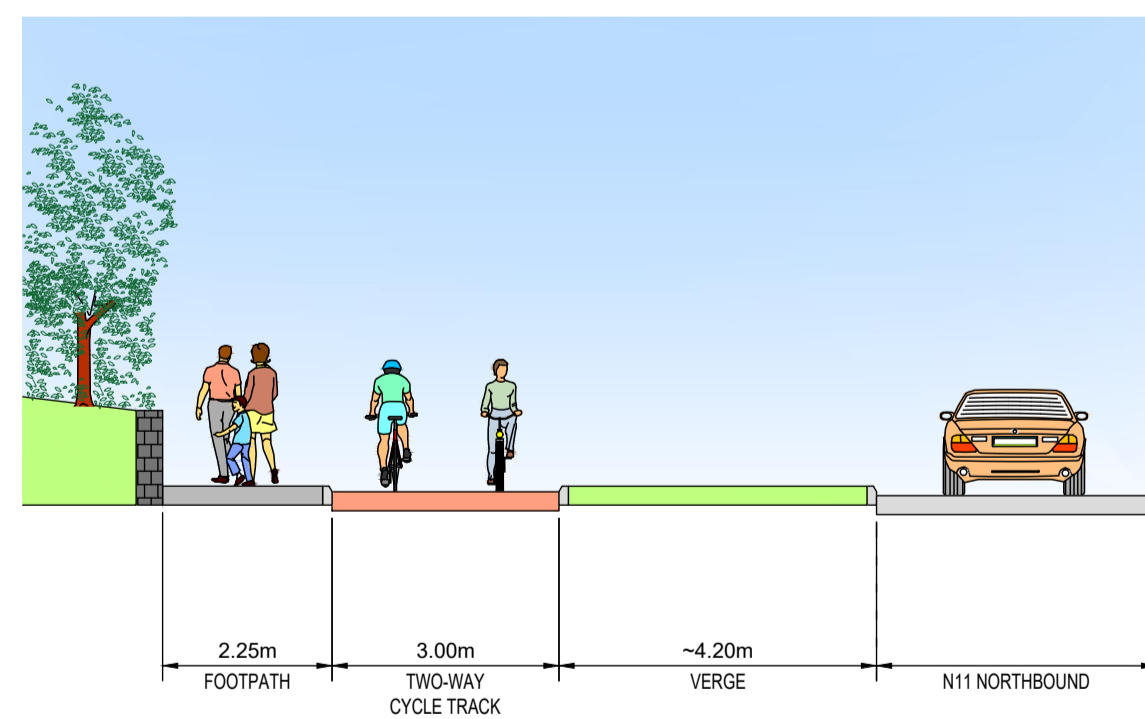 2.25m
FOOTPATH
3.00m
TWO-WAY
CYCLE TRACK
~4.20m
VERGE
N11 NORTHBOUND